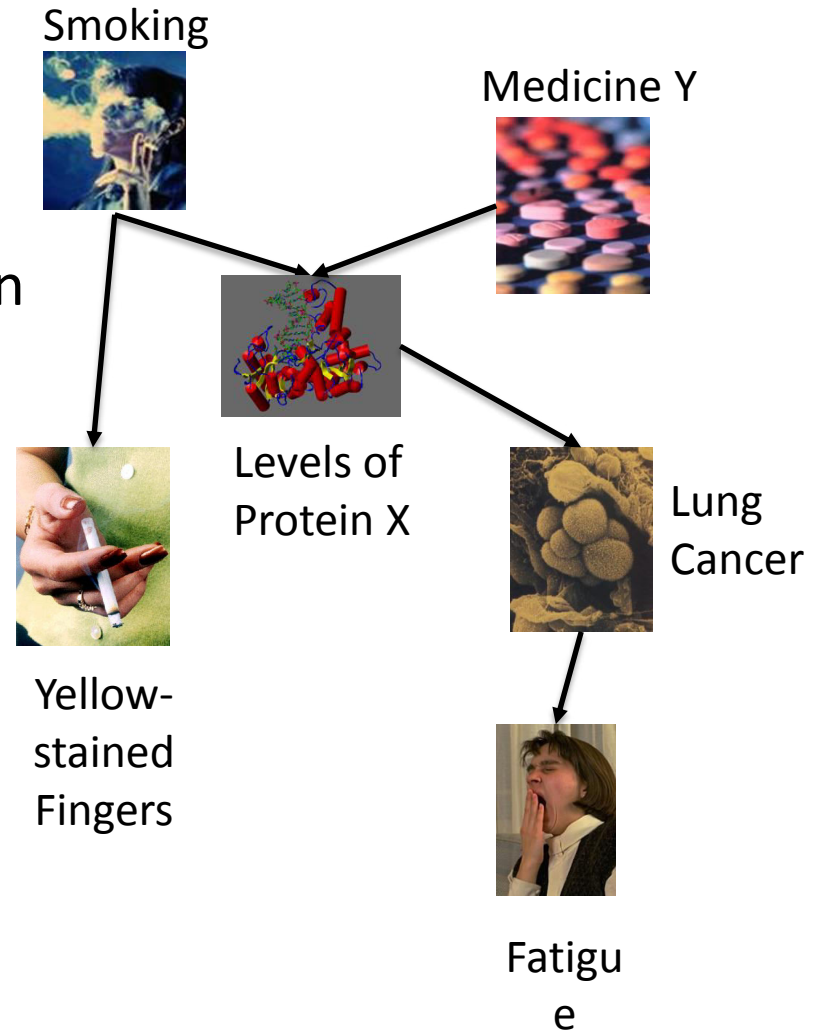 Smoking
Medicine Y
n
Levels of
Protein X
Lung
Cancer
Yellow-
stained
Fingers
Fatigu
e